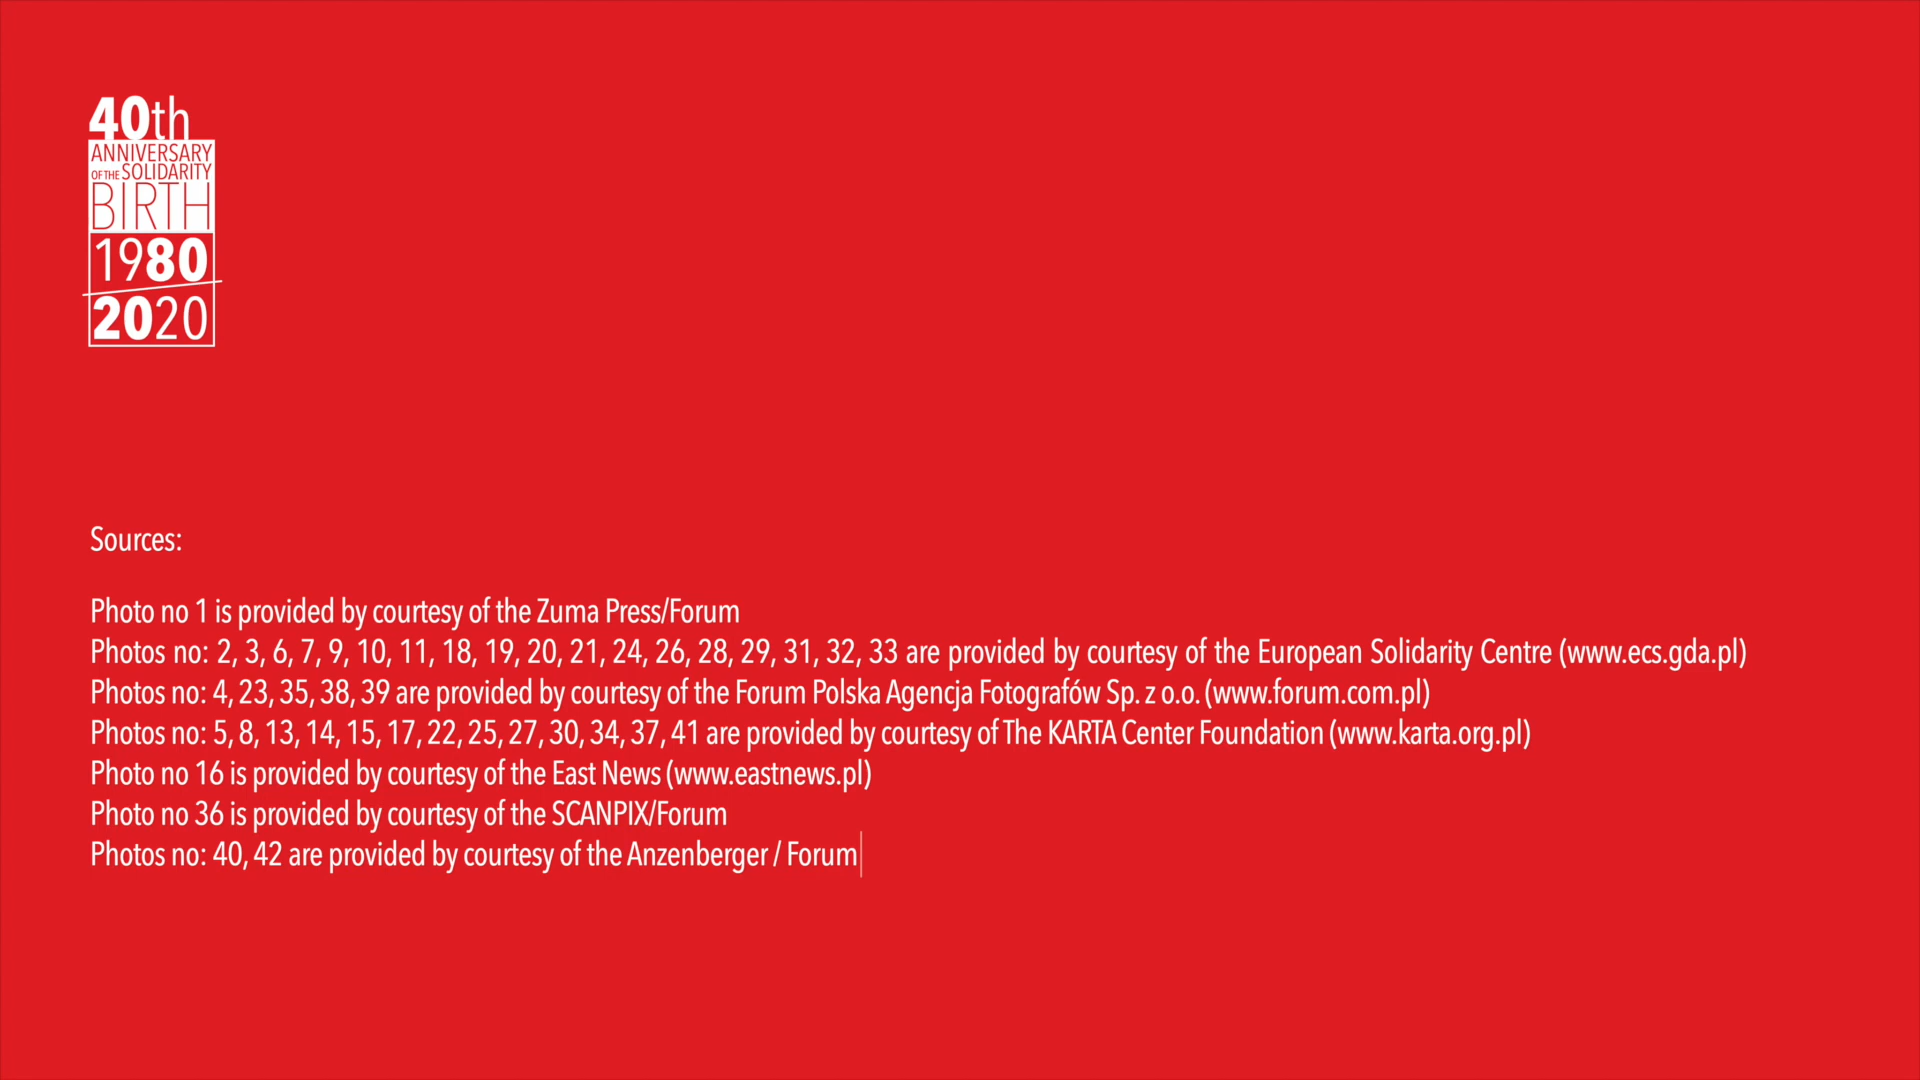 40th
ANNIVERSARY
OF THE SOLIDARITY
BIRTH
1980
2020
Sources:
Photo no 1 is provided by courtesy of the Zuma Press/Forum
Photos no: 2, 3, 6, 7, 9, 10, 11, 18, 19, 20, 21, 24, 26, 28, 29, 31, 32, 33 are provided by courtesy of the European Solidarity Centre (www.ecs.gda.pl)
Photos no: 4, 23, 35, 38, 39 are provided by courtesy of the Forum Polska Agencja Fotografów Sp. z o.o. (www.forum.com.pl)
Photos no: 5, 8, 13, 14, 15, 17, 22, 25, 27, 30, 34, 37, 41 are provided by courtesy of The KARTA Center Foundation (www.karta.org.pl)
Photo no 16 is provided by courtesy of the East News (www.eastnews.pl)
Photo no 36 is provided by courtesy of the SCANPIX/Forum
Photos no: 40, 42 are provided by courtesy of the Anzenberger / Forum